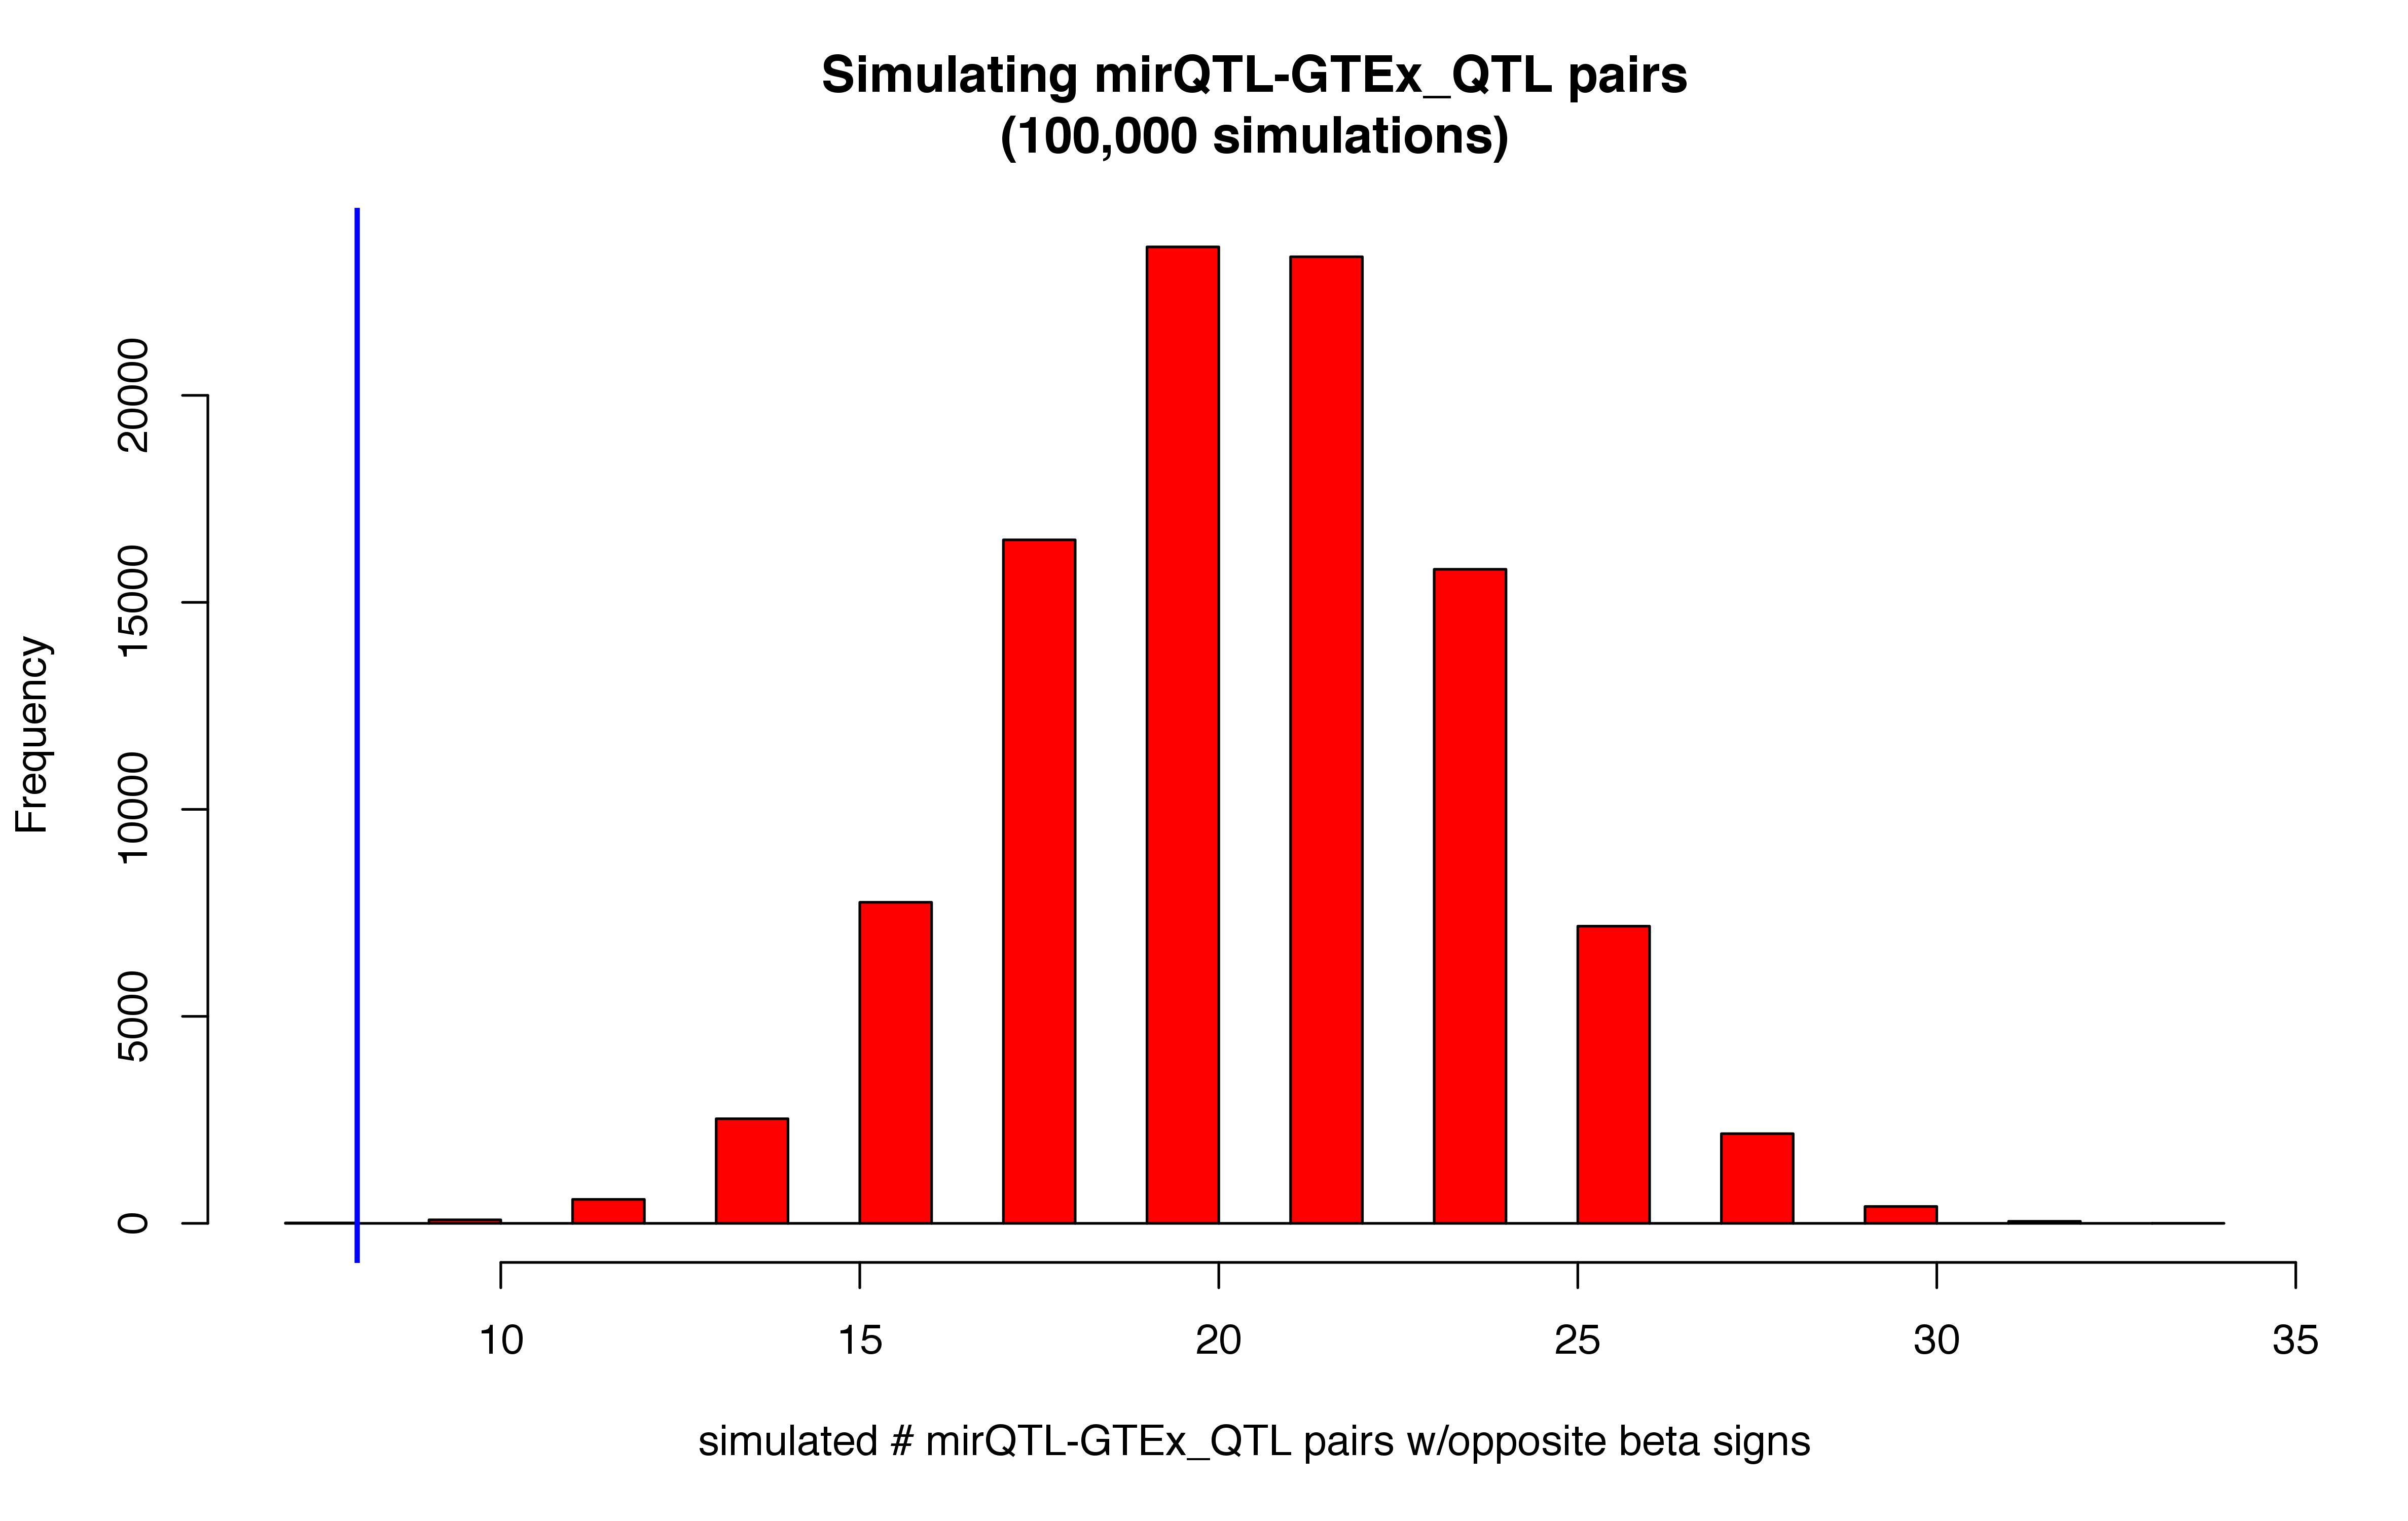 Simulating mirQTL-GTEx_QTL pairs
(100,000 simulations)
Frequency
20000
15000
10000
5000
0
10 15 20 25 30 35
simulated # mirQTL-GTEx_QTL pairs w/opposite beta signs